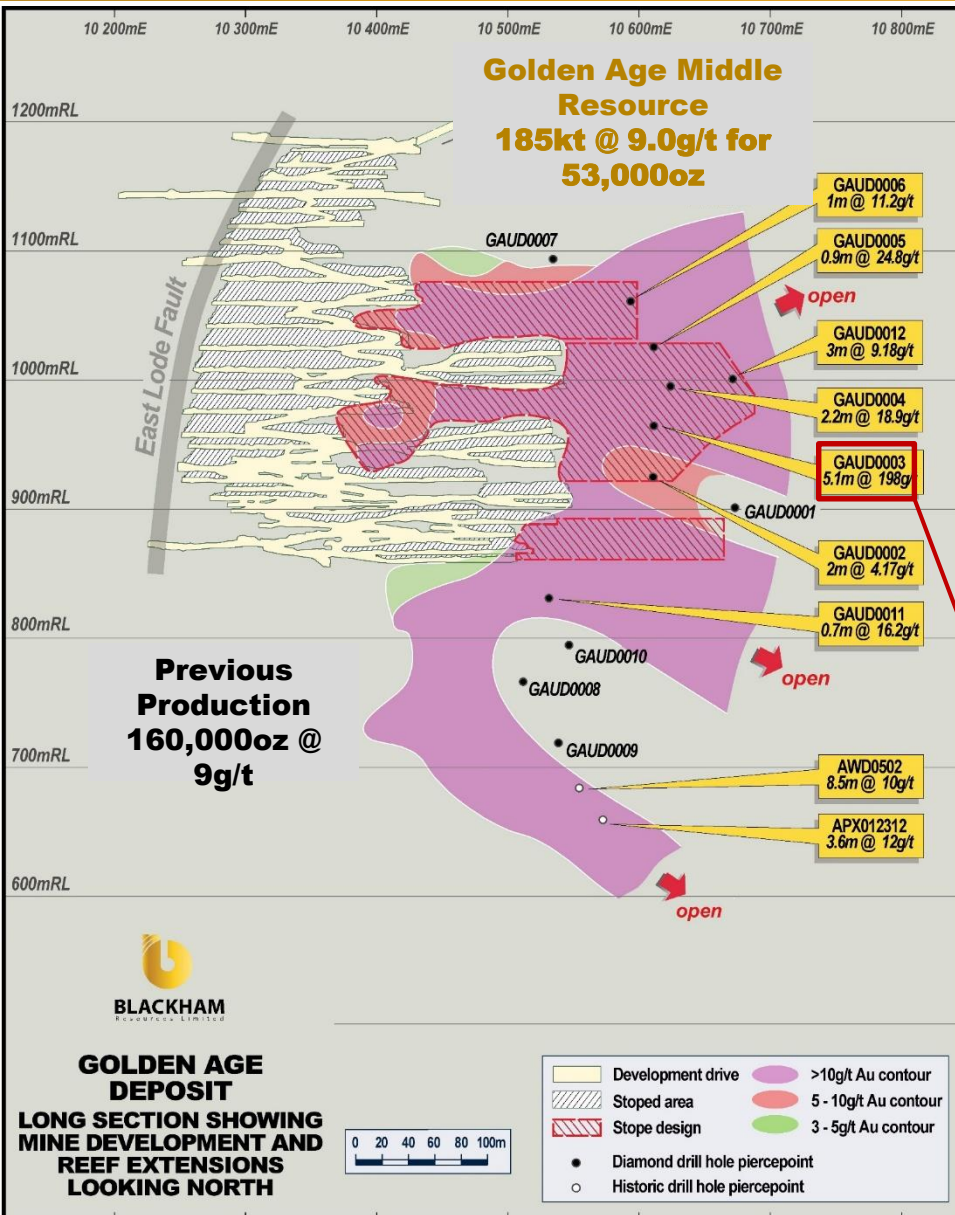 10 200mE 10 300mE 10 400mE 10 500mE 10 600mE 10 700mE 10 800mE
Golden Age Middle
Resource
185kt @ 9.0g/t for
53,000oz
1200mRL
1100mRL
1000mRL
900mRL
800mRL
700mRL
600mRL
East Lode Fault
GAUD0007
GAUD0006
1m @ 11.2g/t
GAUD0005
0.9m @ 24.8g/t
open
GAUD0012
3m @ 9.18g/t
GAUD0004
2.2m @ 18.9g/t
GAUD0003
5.1m @ 198g/t
GAUD0001
GAUD0002
2m @ 4.17g/t
GAUD0011
0.7m @ 16.2g/t
GAUD0010
GAUD0008
open
GAUD0009
Previous
Production
160,000oz @
9g/t
AWD0502
8.5m @ 10g/t
APX012312
3.6m @ 12g/t
open
BLACKHAM
Resources Limited
GOLDEN AGE
DEPOSIT
LONG SECTION SHOWING
MINE DEVELOPMENT AND
REEF EXTENSIONS
LOOKING NORTH
0 20 40 60 80 100m
Development drive
Stoped area
Stope design
>10g/t Au contour
5 - 10g/t Au contour
3 - 5g/t Au contour
Diamond drill hole piercepoint
Historic drill hole piercepoint